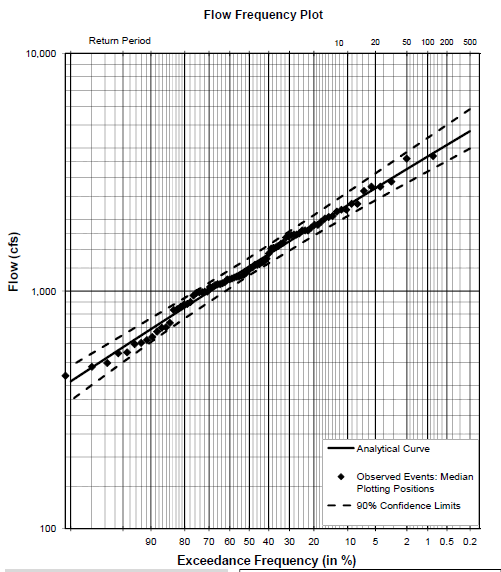 Flow Frequency Plot
Return Period
10 20 50 100 200 500
10,000
1,000
100
Flow (cfs)
Analytical Curve
Observed Events: Median
Plotting Positions
90% Confidence Limits
90 80 70 60 50 40 30 20 10 5 2 1 0.5 0.2
Exceedance Frequency (in %)